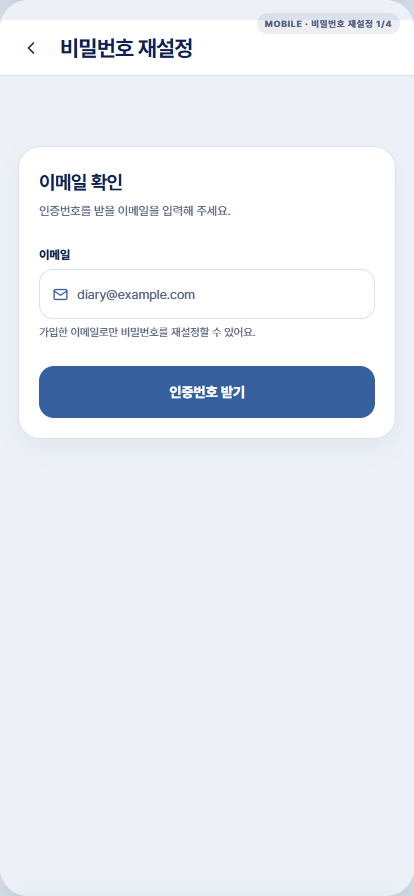 MOBILE · 비밀번호 재설정 1/4
비밀번호 재설정
이메일 확인
인증번호를 받을 이메일을 입력해 주세요.
이메일
diary@example.com
가입한 이메일로만 비밀번호를 재설정할 수 있어요.
인증번호 받기